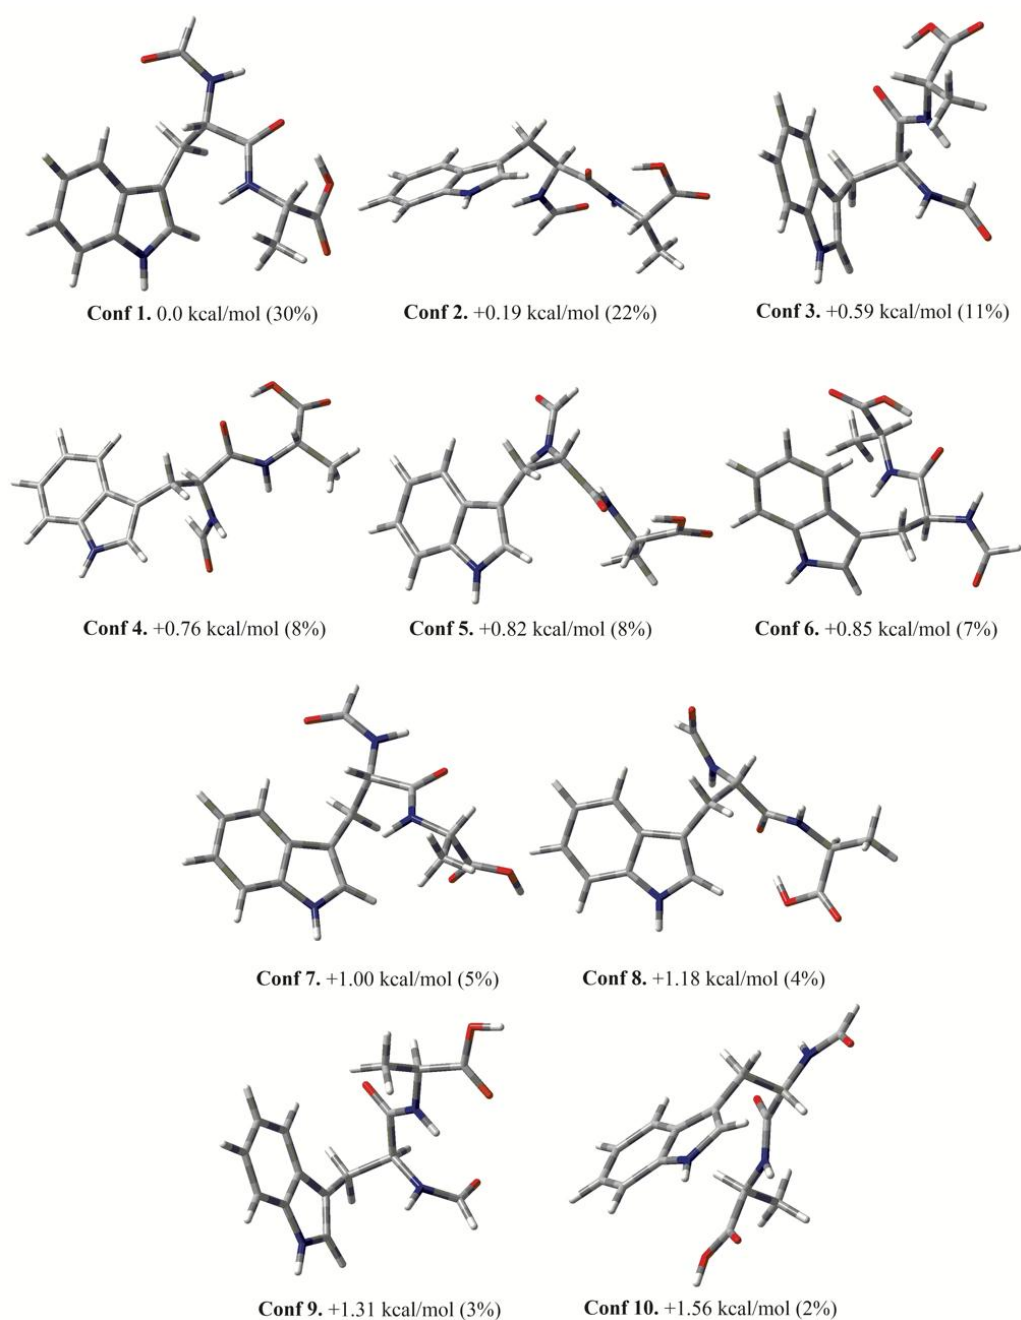 Conf 1. 0.0 kcal/mol (30%)
Conf 2. +0.19 kcal/mol (22%)
Conf 3. +0.59 kcal/mol (11%)
Conf 4. +0.76 kcal/mol (8%)
Conf 5. +0.82 kcal/mol (8%)
Conf 6. +0.85 kcal/mol (7%)
Conf 7. +1.00 kcal/mol (5%)
Conf 8. +1.18 kcal/mol (4%)
Conf 9. +1.31 kcal/mol (3%)
Conf 10. +1.56 kcal/mol (2%)